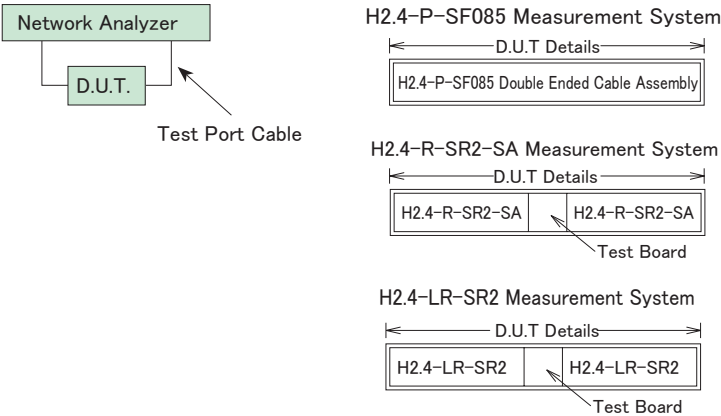 Network Analyzer
D.U.T.
Test Port Cable
H2.4-P-SF085 Measurement System
D.U.T Details
H2.4-P-SF085 Double Ended Cable Assembly
H2.4-R-SR2-SA Measurement System
D.U.T Details
H2.4-R-SR2-SA H2.4-R-SR2-SA
Test Board
H2.4-LR-SR2 Measurement System
D.U.T Details
H2.4-LR-SR2 H2.4-LR-SR2
Test Board